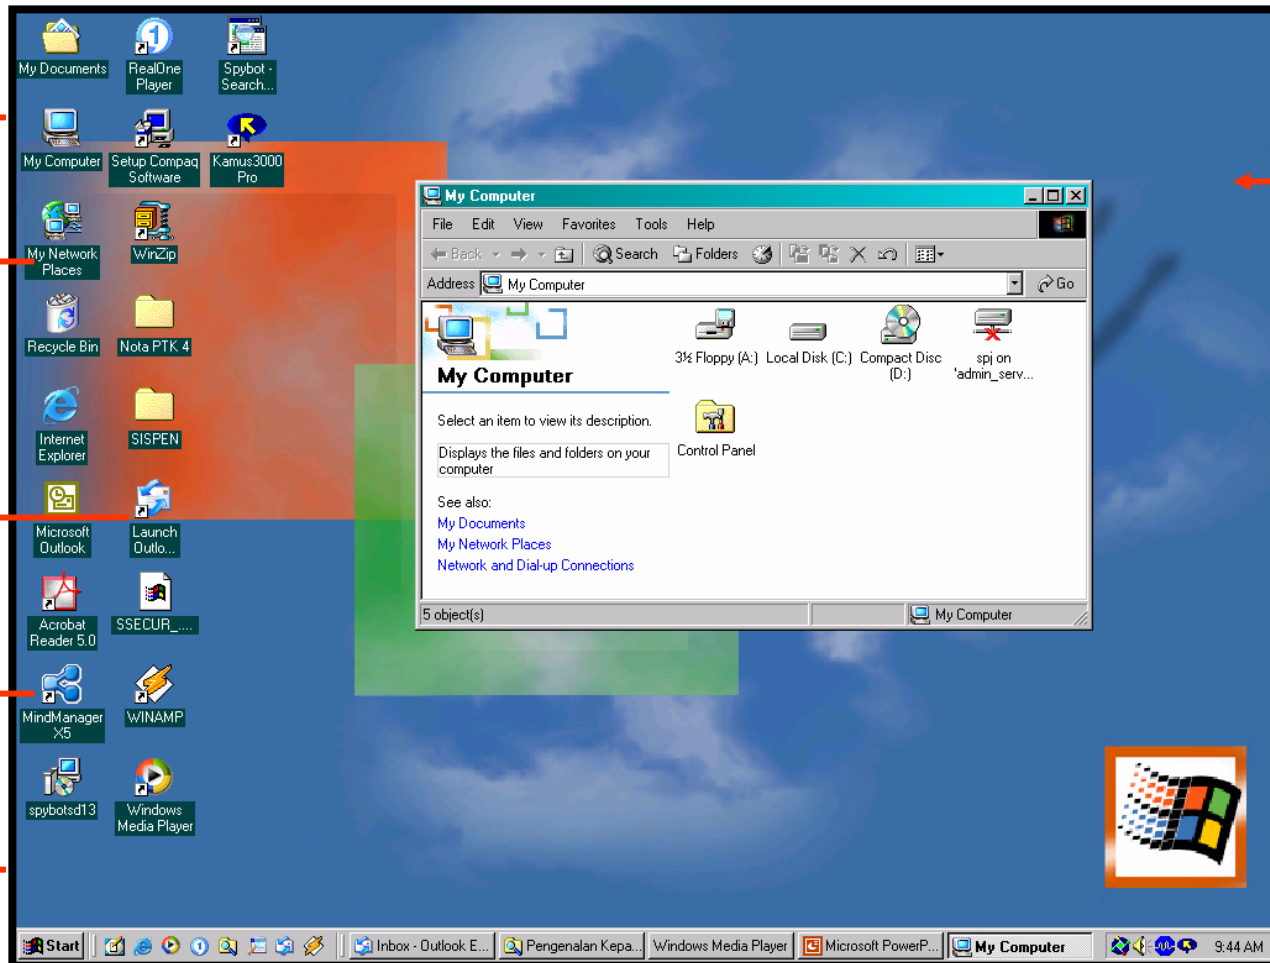 My Documents
RealOne
Player
Spybot -
Search...
My Computer
Setup Compaq
Software
Kamus3000
Pro
My Network
Places
WinZip
Recycle Bin
Nota PTK 4
Internet
Explorer
SISPEN
Microsoft
Outlook
Launch
Outlo...
Acrobat
Reader 5.0
SSECUR_....
MindManager
X5
WINAMP
spybotsd13
Windows
Media Player
My Computer
File Edit View Favorites Tools Help
Back Search Folders
Address My Computer Go
My Computer
Select an item to view its description.
Displays the files and folders on your
computer
See also:
My Documents
My Network Places
Network and Dial-up Connections
3½ Floppy (A:)
Local Disk (C:)
Compact Disc
(D:)
spj on
'admin_serv...
Control Panel
5 object(s) My Computer
Start Inbox - Outlook E... Pengenalan Kepa... Windows Media Player Microsoft PowerP... My Computer 9:44 AM